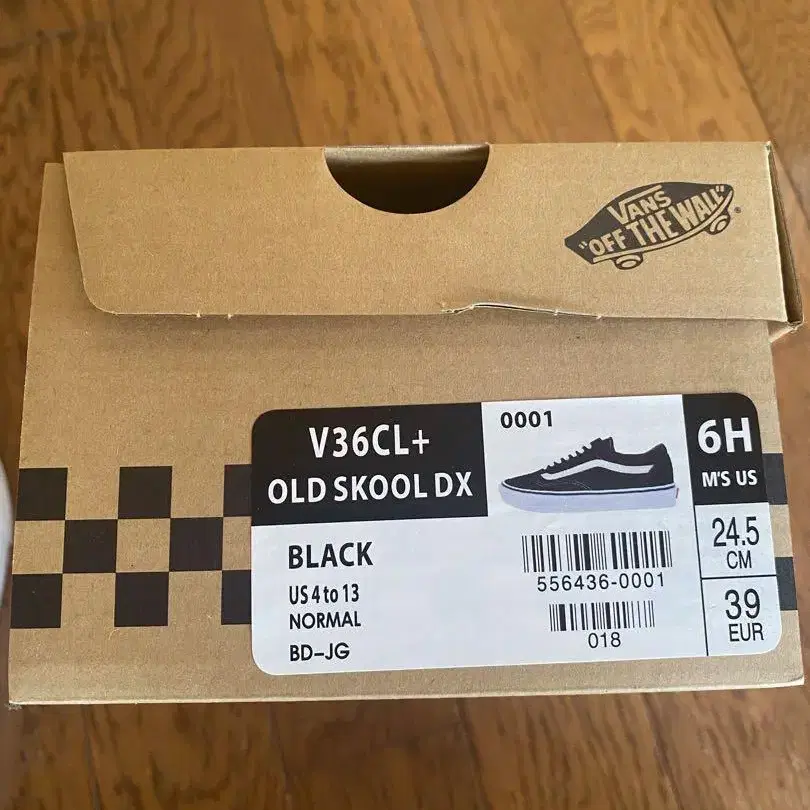 VANS
"OFF THE WALL"
®
V36CL+
OLD SKOOL DX
0001
6H
M'S US
BLACK
US 4 to 13
NORMAL
BD-JG
556436-0001
018
24.5
CM
39
EUR